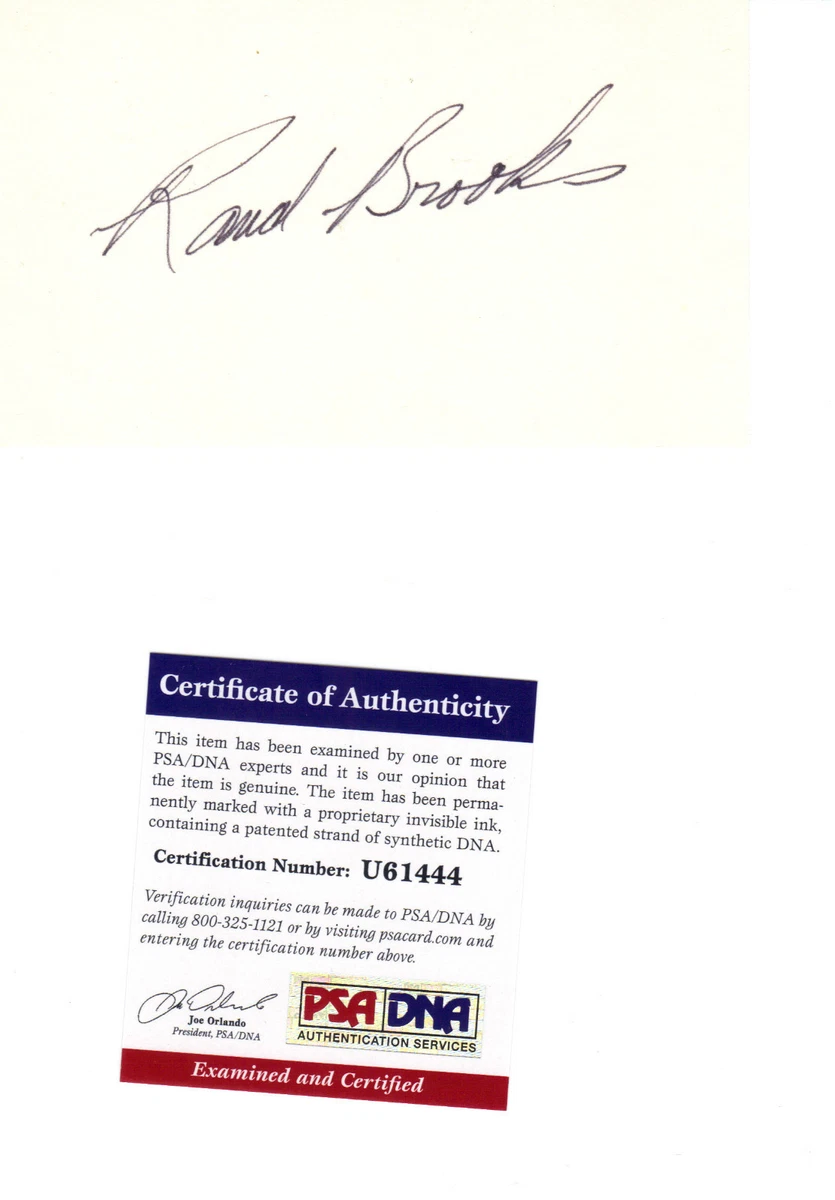 Rand Brooks
Certificate of Authenticity
This item has been examined by one or more
PSA/DNA experts and it is our opinion that
the item is genuine. The item has been perma-
nently marked with a proprietary invisible ink,
containing a patented strand of synthetic DNA.
Certification Number: U61444
Verification inquiries can be made to PSA/DNA by
calling 800-325-1121 or by visiting psacard.com and
entering the certification number above.
Joe Orlando
Joe Orlando
President, PSA/DNA
PSA DNA
AUTHENTICATION SERVICES
Examined and Certified